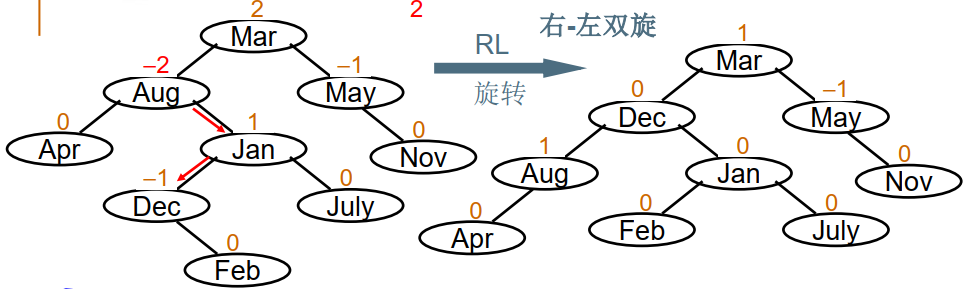 2
2
右-左双旋
Mar
RL
1
–2
–1
旋转
Mar
Aug
May
0
–1
0
1
0
Dec
May
Apr
Jan
Nov
1
0
0
–1
0
Aug
Jan
Nov
Dec
July
0
0
0
0
Apr
Feb
July
Feb